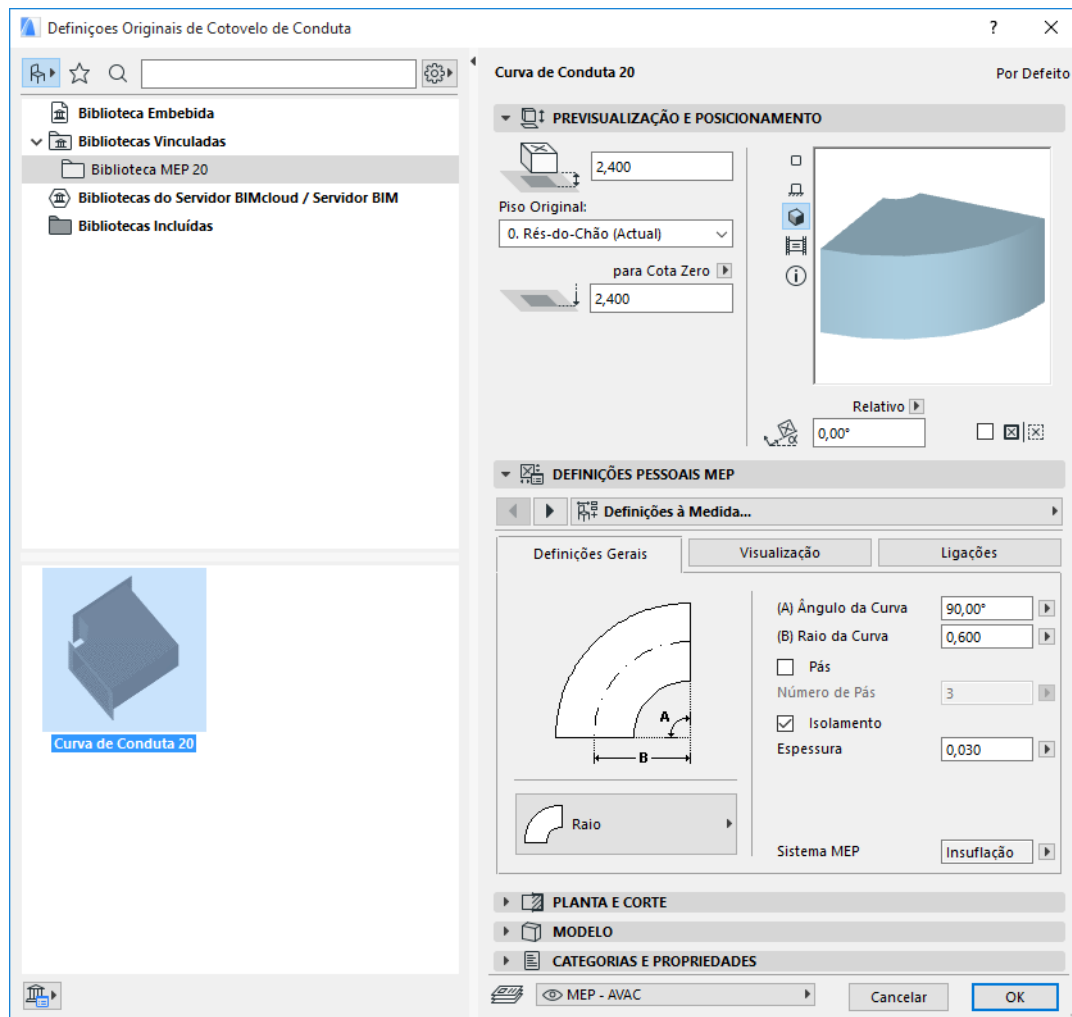 Definiçoes Originais de Cotovelo de Conduta
?
Biblioteca Embebida
Bibliotecas Vinculadas
Biblioteca MEP 20
Bibliotecas do Servidor BIMcloud / Servidor BIM
Bibliotecas Incluídas
Curva de Conduta 20
Curva de Conduta 20
Por Defeito
PREVISUALIZAÇÃO E POSICIONAMENTO
2,400
Piso Original:
0. Rés-do-Chão (Actual)
para Cota Zero
2,400
Relativo
α
0,00°
DEFINIÇÕES PESSOAIS MEP
Definições à Medida...
Definições Gerais
Visualização
Ligações
A
B
Raio
(A) Ângulo da Curva
90,00°
(B) Raio da Curva
0,600
Pás
Número de Pás
3
Isolamento
Espessura
0,030
Sistema MEP
Insuflação
PLANTA E CORTE
MODELO
CATEGORIAS E PROPRIEDADES
MEP - AVAC
Cancelar
OK